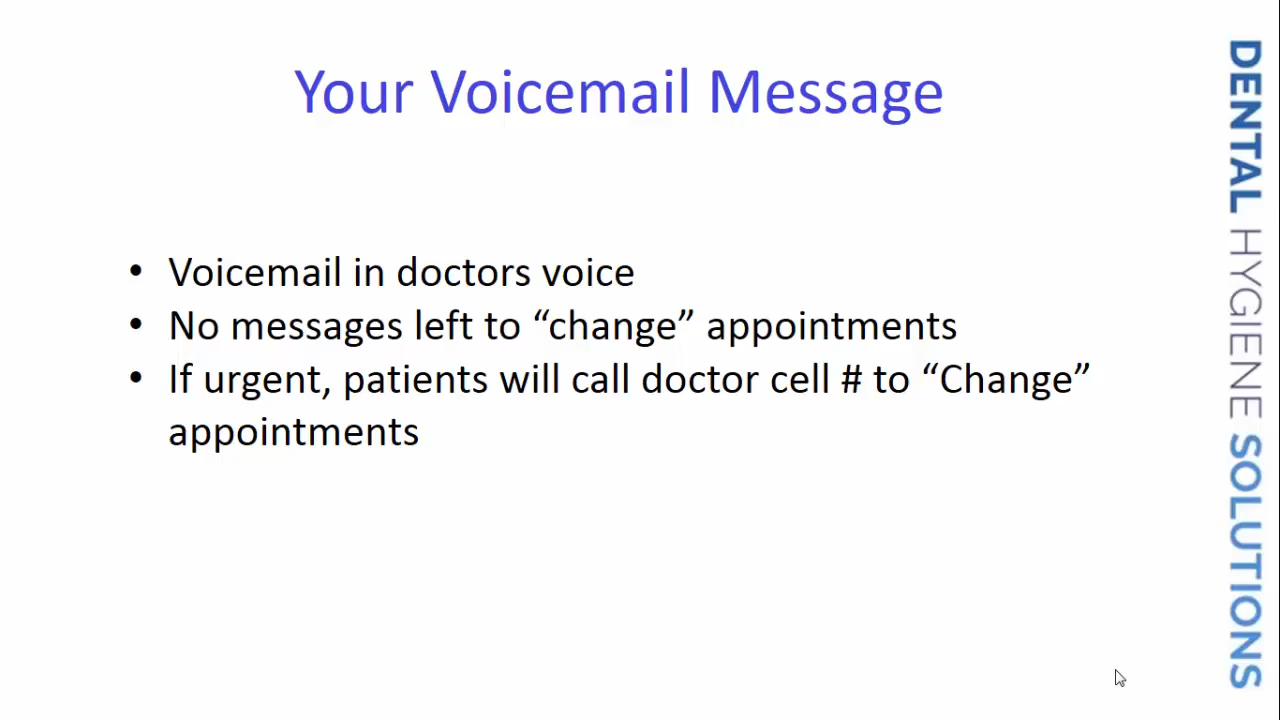 Your Voicemail Message
• Voicemail in doctors voice
• No messages left to “change” appointments
• If urgent, patients will call doctor cell # to “Change”
appointments
DENTAL HYGIENE SOLUTIONS